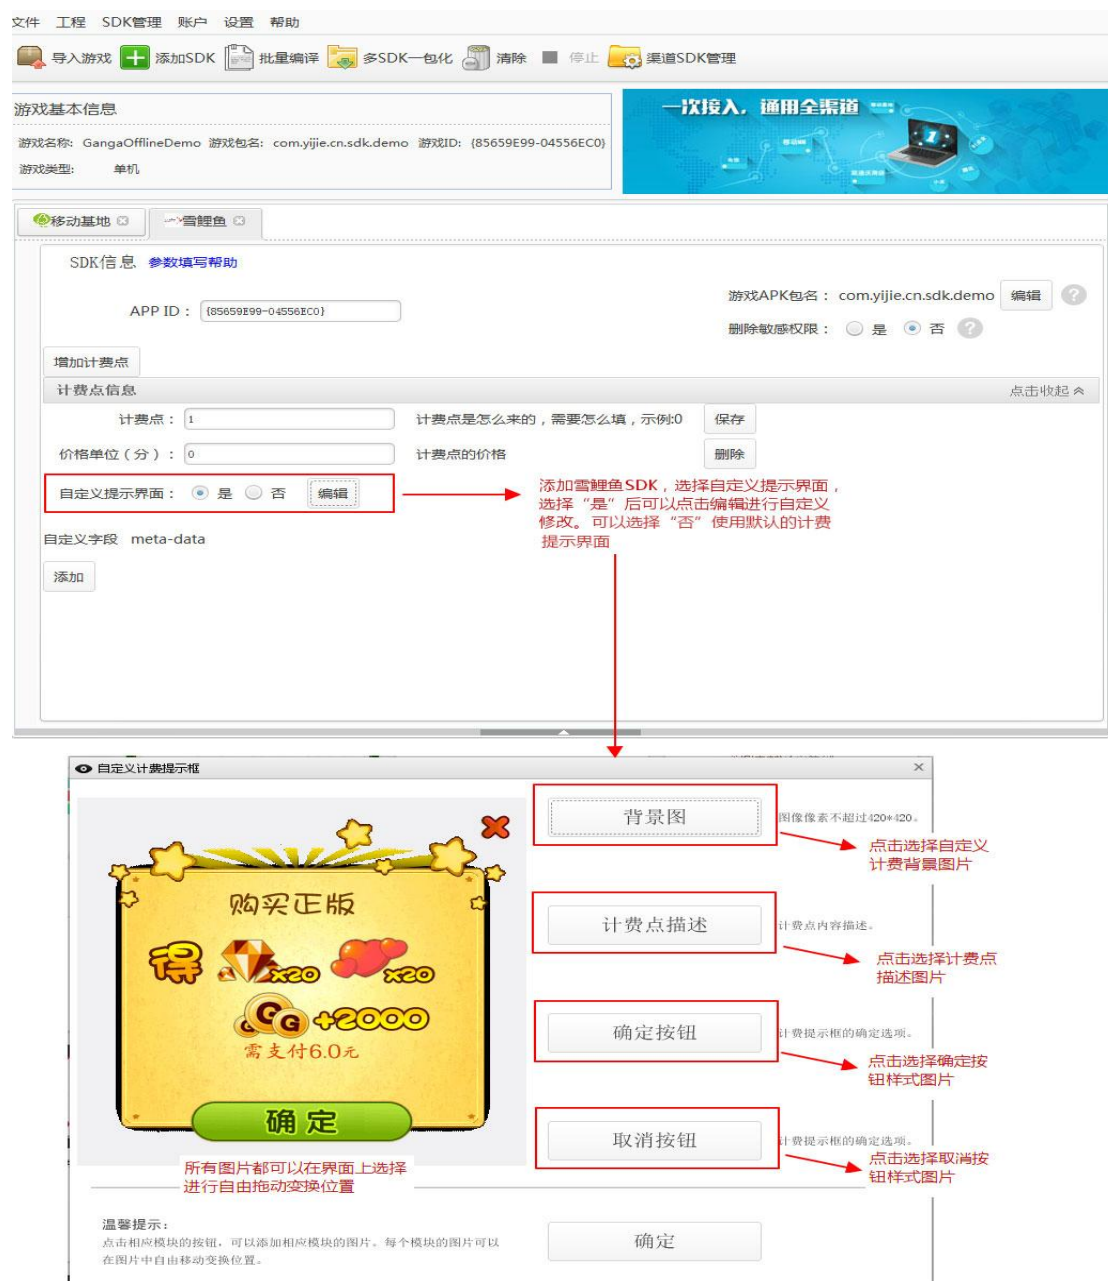 文件 工程 SDK管理 账户 设置 帮助
导入游戏 添加SDK 批量编译 多SDK一包化 清除 停止 渠道SDK管理
游戏基本信息
游戏名称: GangaOfflineDemo 游戏包名: com.yijie.cn.sdk.demo 游戏ID: {85659E99-04556EC0}
游戏类型: 单机
一次接入，通用全渠道
移动基地 雪鲤鱼
SDK信息 参数填写帮助
APP ID： {85659E99-04556EC0}
游戏APK包名： com.yijie.cn.sdk.demo 编辑 ?
删除敏感权限： 是 否 ?
增加计费点
计费点信息 点击收起
计费点： 1 计费点是怎么来的，需要怎么填，示例:0 保存
价格单位（分）： 0 计费点的价格 删除
自定义提示界面： 是 否 编辑
添加雪鲤鱼SDK，选择自定义提示界面，
选择“是”后可以点击编辑进行自定义
修改。可以选择“否”使用默认的计费
提示界面
自定义字段 meta-data
添加
自定义计费提示框
背景图 图像像素不超过420*420。
点击选择自定义
计费背景图片
购买正版
得 x20 x20
GG +2000
需支付6.0元
确定
计费点描述 计费点内容描述。
点击选择计费点
描述图片
确定按钮 计费提示框的确定选项。
点击选择确定按
钮样式图片
取消按钮 计费提示框的确定选项。
点击选择取消按
钮样式图片
所有图片都可以在界面上选择
进行自由拖动变换位置
温馨提示：
点击相应模块的按钮，可以添加相应模块的图片。每个模块的图片可以
在图片中自由移动变换位置。
确定